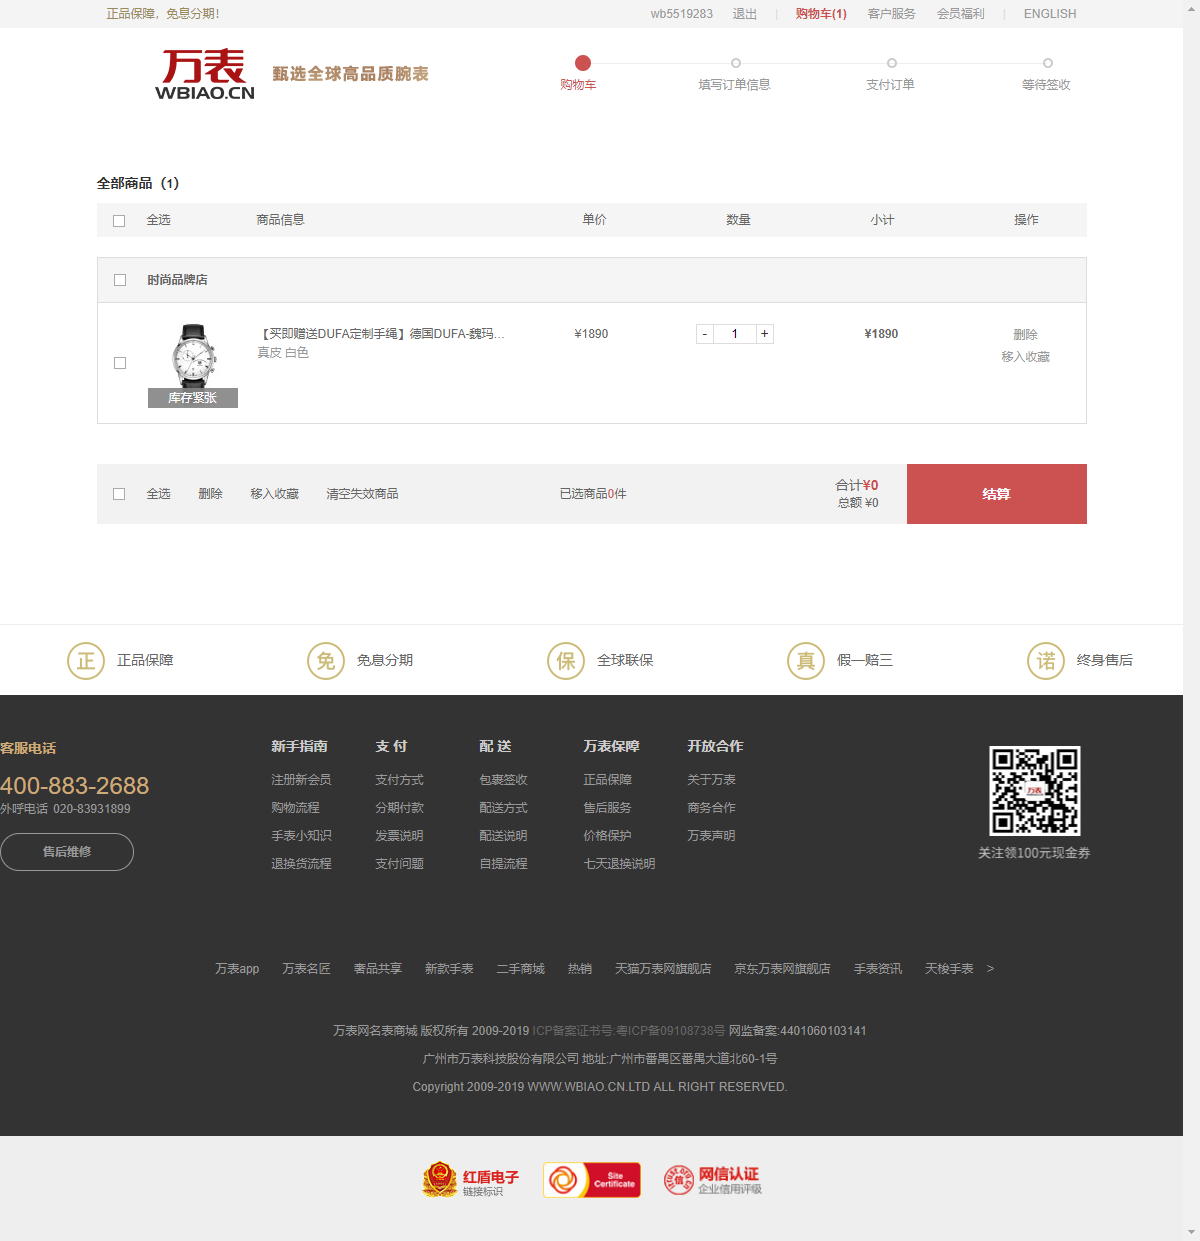 正品保障，免息分期！ wb5519283 退出 | 购物车(1) 客户服务 会员福利 | ENGLISH
万表
WBIAO.CN
甄选全球高品质腕表
购物车 填写订单信息 支付订单 等待签收
全部商品（1）
全选 商品信息 单价 数量 小计 操作
时尚品牌店
【买即赠送DUFA定制手绳】德国DUFA-魏玛... ¥1890 - 1 + ¥1890 删除
真皮 白色 移入收藏
库存紧张
全选 删除 移入收藏 清空失效商品 已选商品0件 合计¥0 结算
总额 ¥0
正 正品保障 免 免息分期 保 全球联保 真 假一赔三 诺 终身售后
客服电话
400-883-2688
外呼电话 020-83931899
售后维修
新手指南
注册新会员
购物流程
手表小知识
退换货流程
支 付
支付方式
分期付款
发票说明
支付问题
配 送
包裹签收
配送方式
配送说明
自提流程
万表保障
正品保障
售后服务
价格保护
七天退换说明
开放合作
关于万表
商务合作
万表声明
万表
关注领100元现金券
万表app 万表名匠 奢品共享 新款手表 二手商城 热销 天猫万表网旗舰店 京东万表网旗舰店 手表资讯 天梭手表 >
万表网名表商城 版权所有 2009-2019 ICP备案证书号:粤ICP备09108738号 网监备案:4401060103141
广州市万表科技股份有限公司 地址:广州市番禺区番禺大道北60-1号
Copyright 2009-2019 WWW.WBIAO.CN.LTD ALL RIGHT RESERVED.
红盾电子
链接标识
Site
Certificate
信
网信认证
企业信用评级